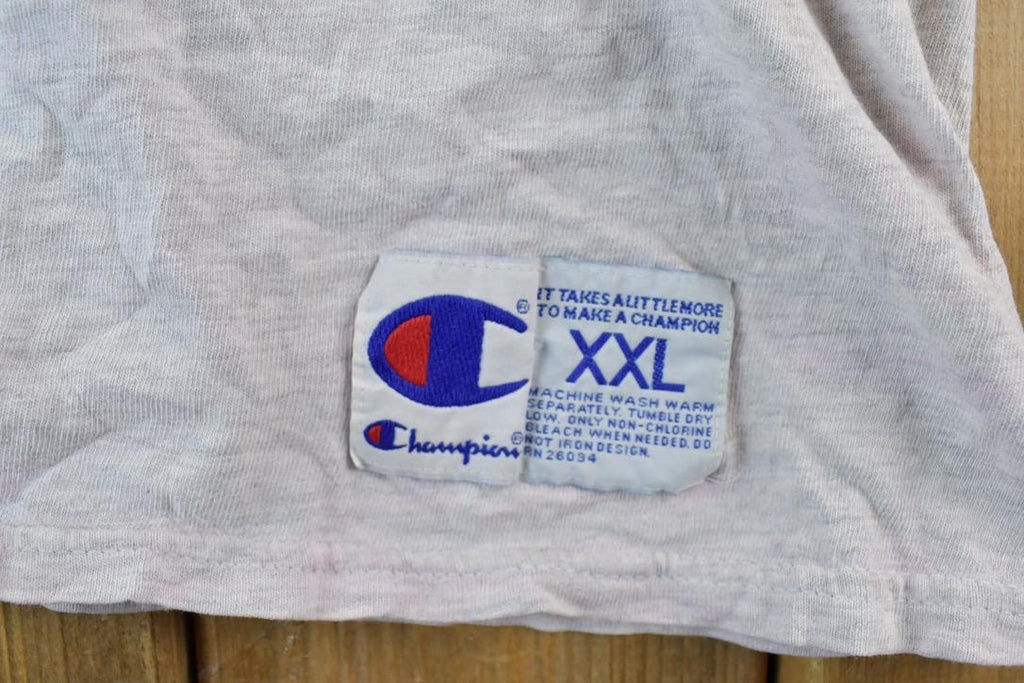 ®
Champion®
IT TAKES A LITTLE MORE
TO MAKE A CHAMPION
XXL
MACHINE WASH WARM
SEPARATELY. TUMBLE DRY
LOW. ONLY NON-CHLORINE
BLEACH WHEN NEEDED. DO
NOT IRON DESIGN.
RN 26094